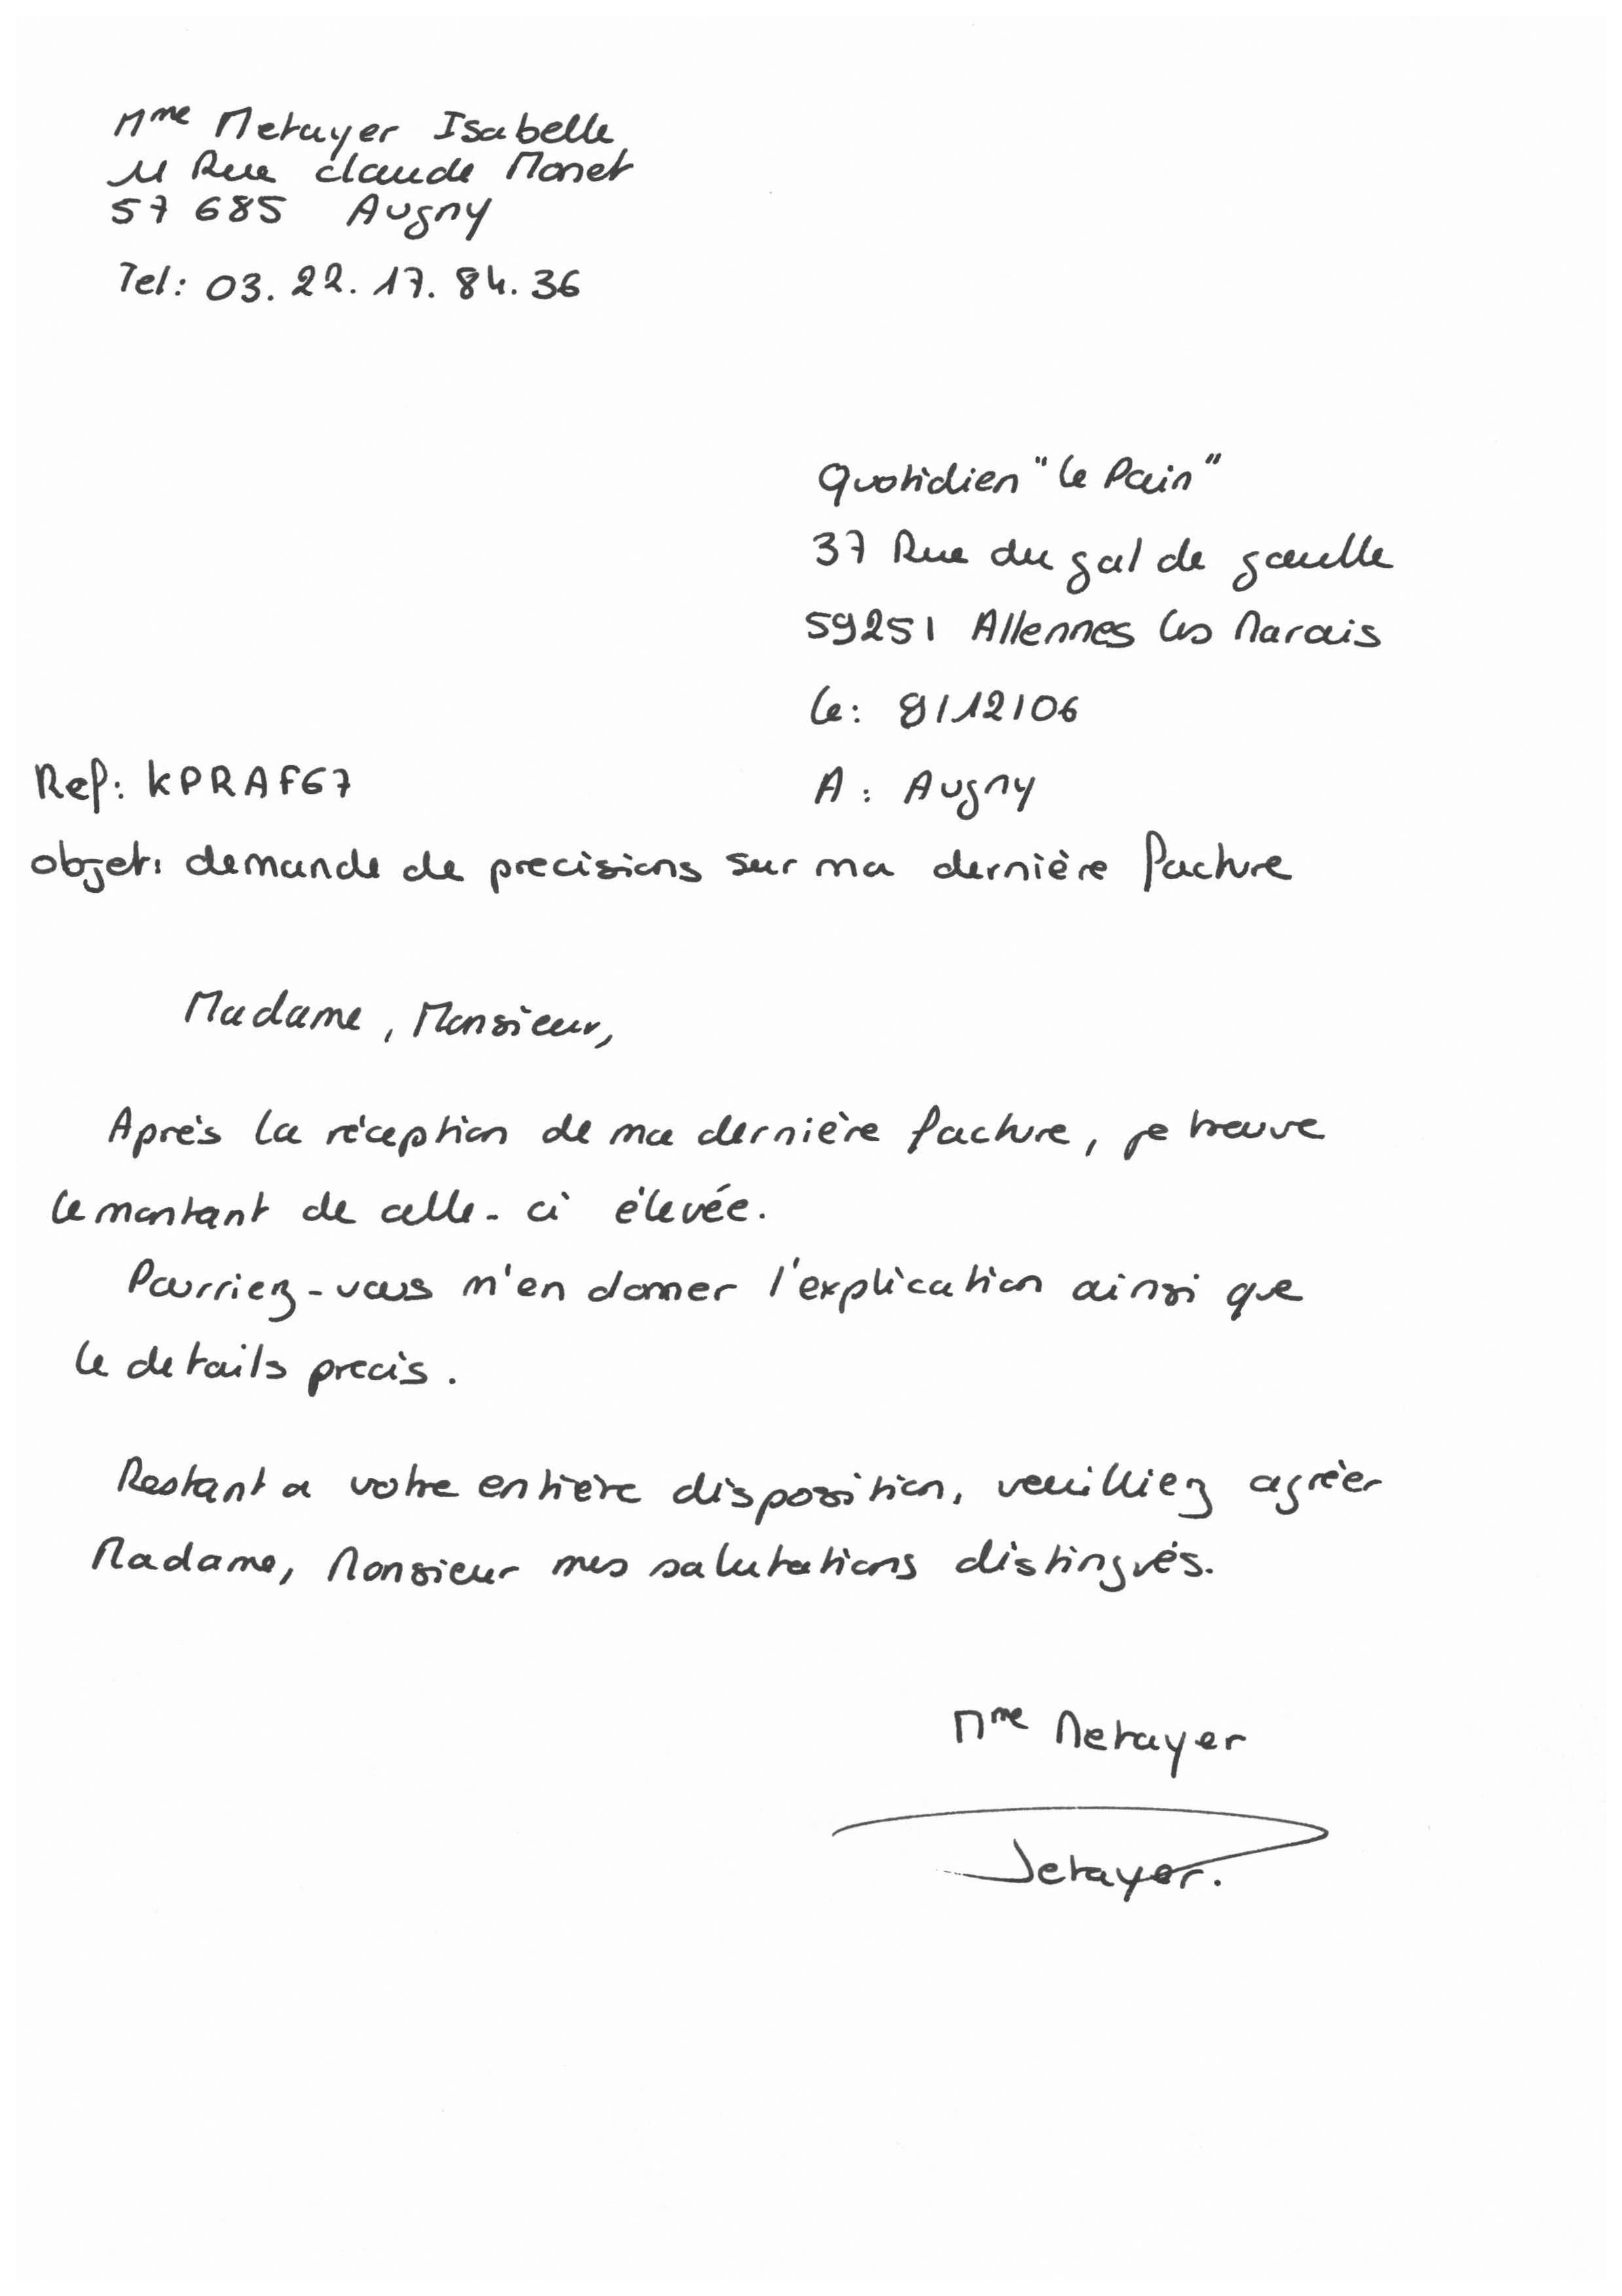 Mme Metayer Isabelle
11 Rue claude Monet
57 685 Augny
Tel: 03. 22. 17. 84. 36
Quotidien "le Pain"
37 Rue du gal de gaulle
59251 Allennes les Marais
Le: 8/12/06
A : Augny
Ref: KPRAF67
objet: demande de precisions sur ma dernière facture
Madame, Monsieur,
Après la réception de ma dernière facture, je trouve
le montant de celle-ci élevée.
Pourriez-vous m'en donner l'explication ainsi que
le details precis.
Restant a votre entière disposition, veuilliez agréer
Madame, Monsieur mes salutations distingués.
Mme Metayer
Metayer.